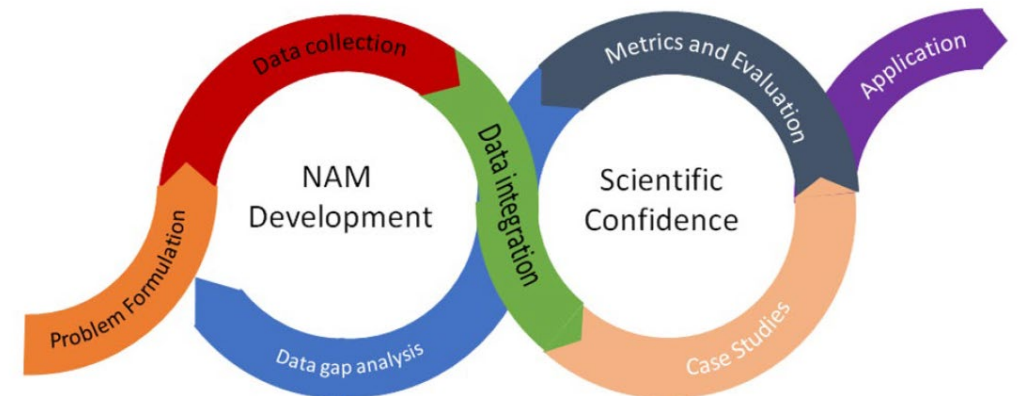 Data collection
Metrics and Evaluation
Application
NAM
Development
Data integration
Scientific
Confidence
Problem Formulation
Data gap analysis
Case Studies